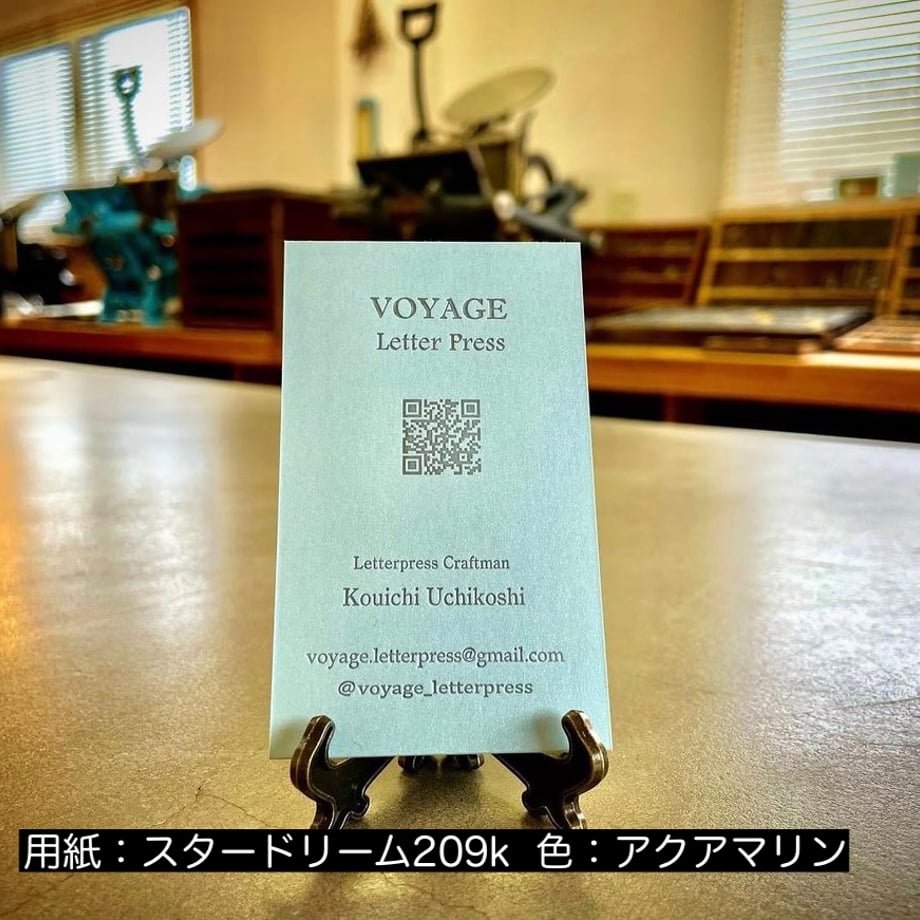 VOYAGE
Letter Press
Letterpress Craftman
Kouichi Uchikoshi
voyage.letterpress@gmail.com
@voyage_letterpress
用紙：スタードリーム209k 色：アクアマリン